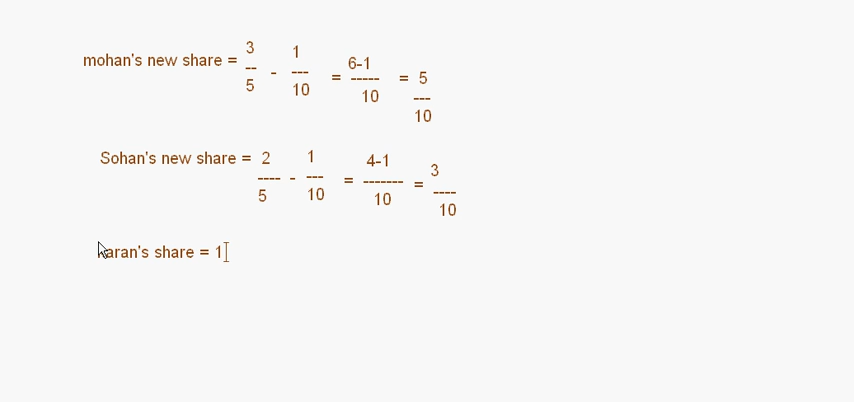 mohan's new share = 3/5 - 1/10 = 6-1/10 = 5/10
Sohan's new share = 2/5 - 1/10 = 4-1/10 = 3/10
aran's share = 1